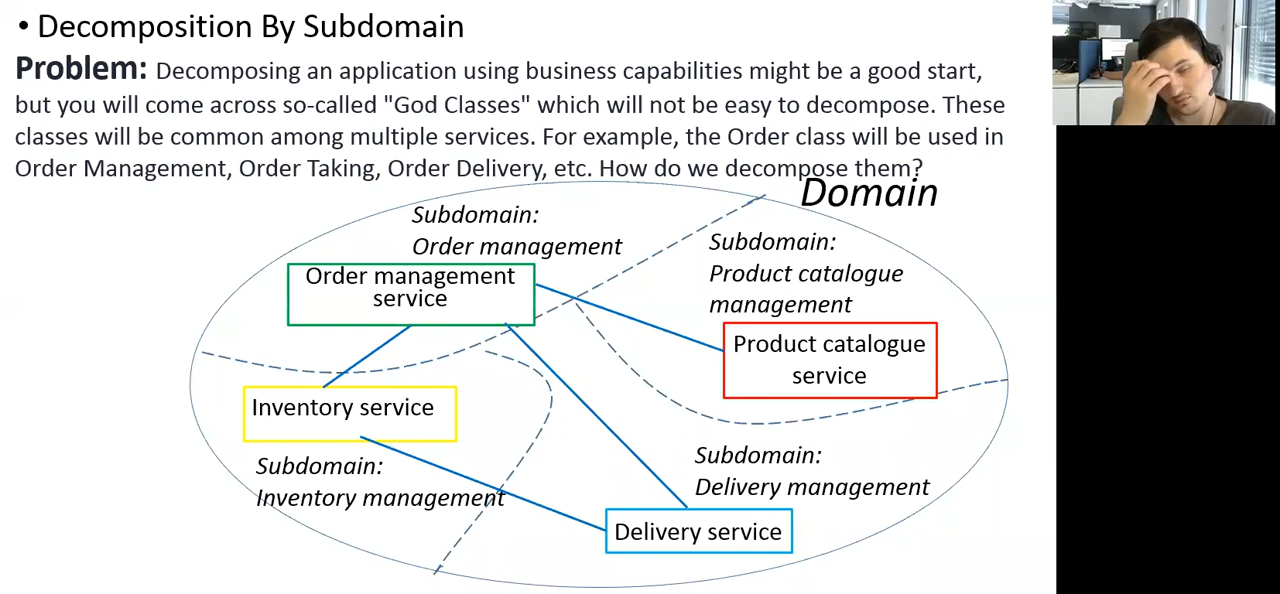 • Decomposition By Subdomain
Problem: Decomposing an application using business capabilities might be a good start,
but you will come across so-called "God Classes" which will not be easy to decompose. These
classes will be common among multiple services. For example, the Order class will be used in
Order Management, Order Taking, Order Delivery, etc. How do we decompose them?
Domain
Subdomain:
Order management
Order management
service
Subdomain:
Product catalogue
management
Product catalogue
service
Inventory service
Subdomain:
Inventory management
Subdomain:
Delivery management
Delivery service